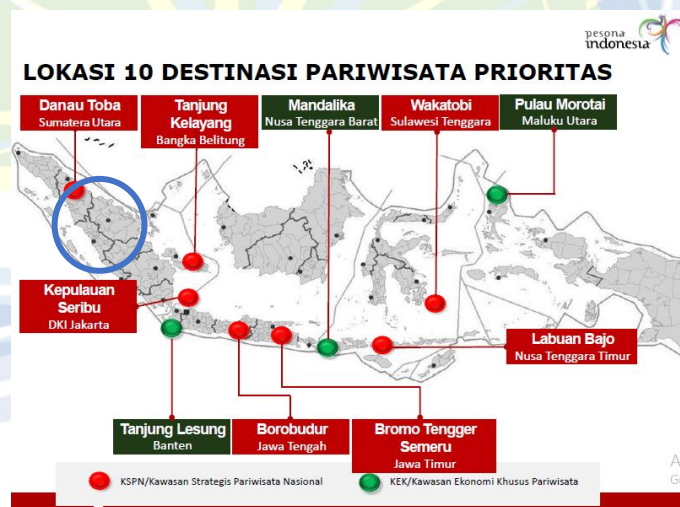 pesona
indonesia
LOKASI 10 DESTINASI PARIWISATA PRIORITAS
Danau Toba
Sumatera Utara
Tanjung
Kelayang
Bangka Belitung
Mandalika
Nusa Tenggara Barat
Wakatobi
Sulawesi Tenggara
Pulau Morotai
Maluku Utara
Kepulauan
Seribu
DKI Jakarta
Labuan Bajo
Nusa Tenggara Timur
Tanjung Lesung
Banten
Borobudur
Jawa Tengah
Bromo Tengger
Semeru
Jawa Timur
KSPN/Kawasan Strategis Pariwisata Nasional
KEK/Kawasan Ekonomi Khusus Pariwisata